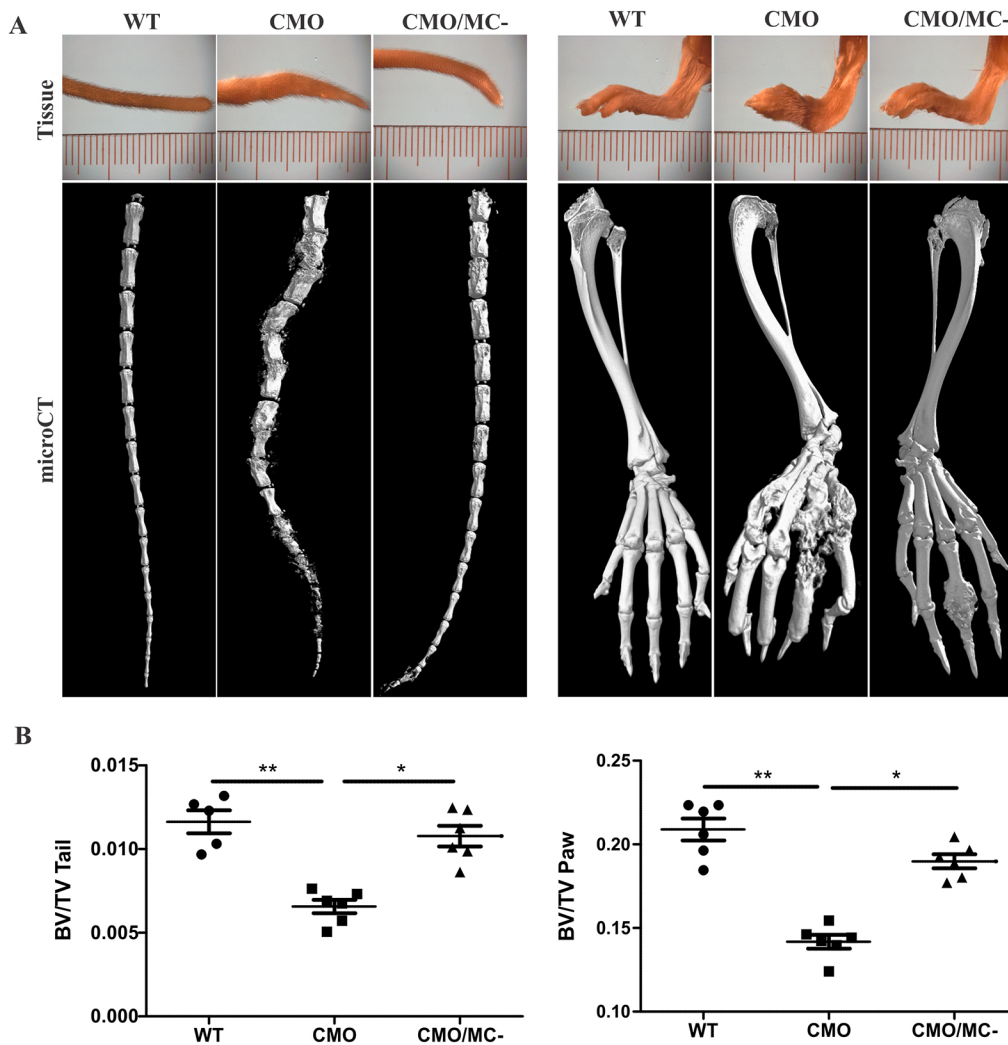 A
WT CMO CMO/MC-
WT CMO CMO/MC-
Tissue
microCT
B
BV/TV Tail
0.015
0.010
0.005
0.000
** *
WT CMO CMO/MC-
BV/TV Paw
0.25
0.20
0.15
0.10
** *
WT CMO CMO/MC-